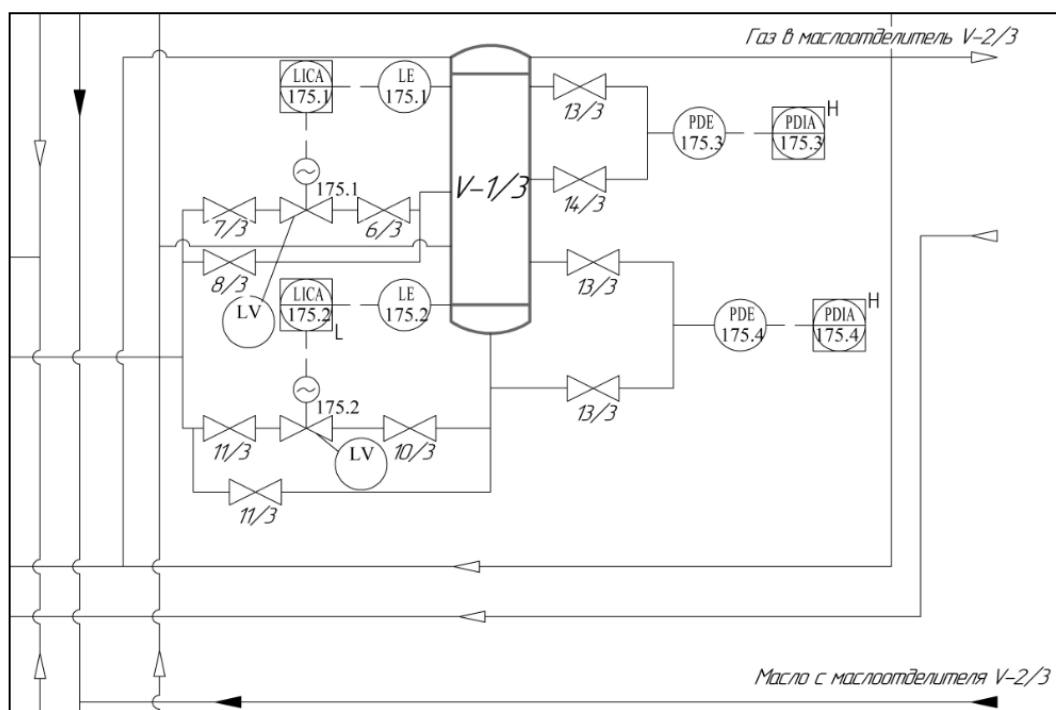 Газ в маслоотделитель V-2/3
LICA
175.1
LE
175.1
13/3
PDE
175.3
PDIA
175.3
H
175.1
V-1/3
14/3
7/3
6/3
8/3
13/3
LV
LICA
175.2
L
LE
175.2
PDE
175.4
PDIA
175.4
H
175.2
13/3
11/3
LV
10/3
11/3
Масло с маслоотделителя V-2/3